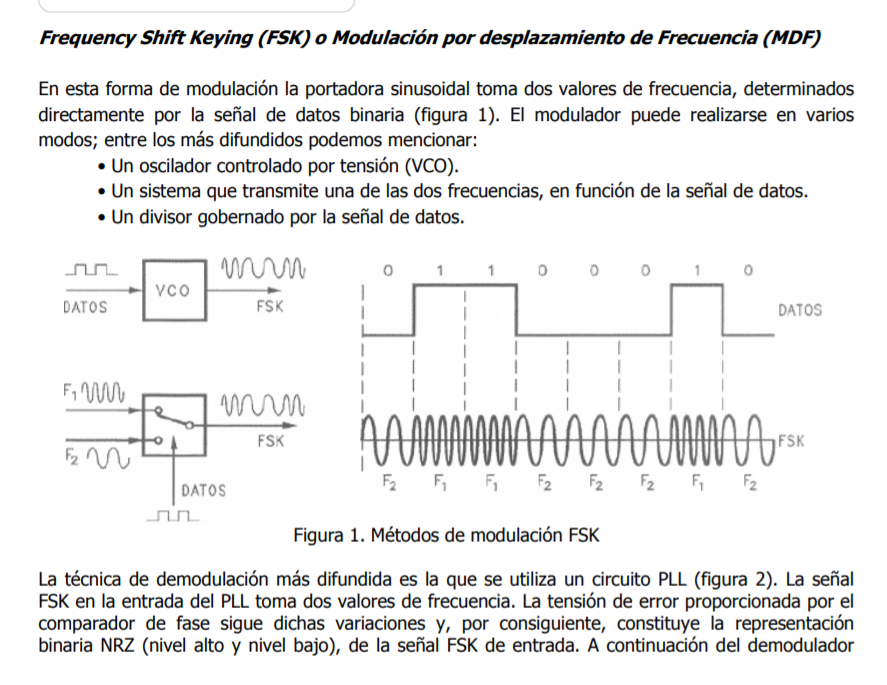 Frequency Shift Keying (FSK) o Modulación por desplazamiento de Frecuencia (MDF)
En esta forma de modulación la portadora sinusoidal toma dos valores de frecuencia, determinados
directamente por la señal de datos binaria (figura 1). El modulador puede realizarse en varios
modos; entre los más difundidos podemos mencionar:
• Un oscilador controlado por tensión (VCO).
• Un sistema que transmite una de las dos frecuencias, en función de la señal de datos.
• Un divisor gobernado por la señal de datos.
DATOS
VCO
FSK
F1
F2
FSK
DATOS
0 1 1 0 0 0 1 0
DATOS
FSK
F2 F1 F1 F2 F2 F2 F1 F2
Figura 1. Métodos de modulación FSK
La técnica de demodulación más difundida es la que se utiliza un circuito PLL (figura 2). La señal
FSK en la entrada del PLL toma dos valores de frecuencia. La tensión de error proporcionada por el
comparador de fase sigue dichas variaciones y, por consiguiente, constituye la representación
binaria NRZ (nivel alto y nivel bajo), de la señal FSK de entrada. A continuación del demodulador